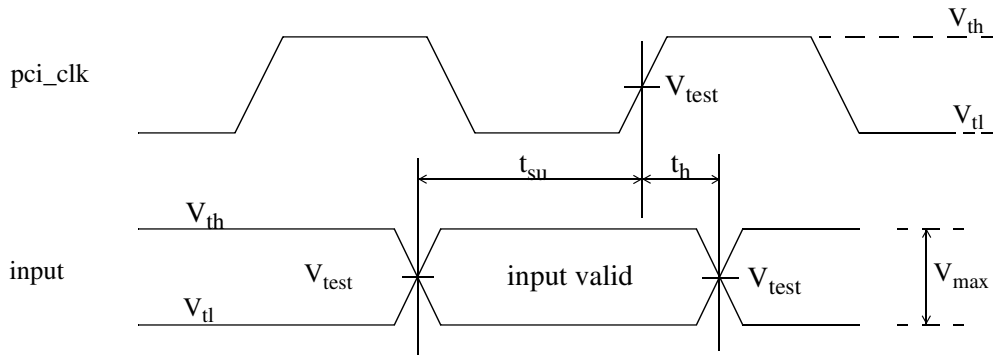 V_th
pci_clk
V_test
V_tl
t_su t_h
V_th
input V_test input valid V_test V_max
V_tl